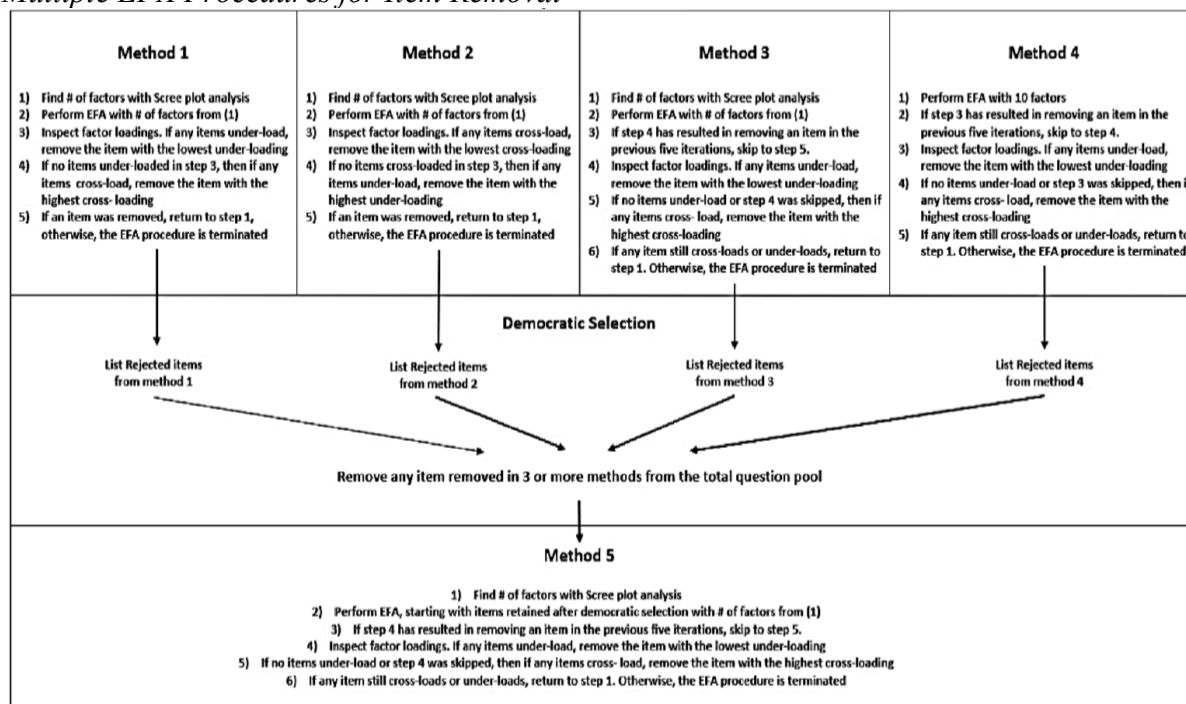 Multiple EFA Procedures for Item Removal
Method 1
1) Find # of factors with Scree plot analysis
2) Perform EFA with # of factors from (1)
3) Inspect factor loadings. If any items under-load,
remove the item with the lowest under-loading
4) If no items under-loaded in step 3, then if any
items cross-load, remove the item with the
highest cross- loading
5) If an item was removed, return to step 1,
otherwise, the EFA procedure is terminated
Method 2
1) Find # of factors with Scree plot analysis
2) Perform EFA with # of factors from (1)
3) Inspect factor loadings. If any items cross-load,
remove the item with the lowest cross-loading
4) If no items cross-loaded in step 3, then if any
items under-load, remove the item with the
highest under-loading
5) If an item was removed, return to step 1,
otherwise, the EFA procedure is terminated
Method 3
1) Find # of factors with Scree plot analysis
2) Perform EFA with # of factors from (1)
3) If step 4 has resulted in removing an item in the
previous five iterations, skip to step 5.
4) Inspect factor loadings. If any items under-load,
remove the item with the lowest under-loading
5) If no items under-load or step 4 was skipped, then if
any items cross- load, remove the item with the
highest cross-loading
6) If any item still cross-loads or under-loads, return to
step 1. Otherwise, the EFA procedure is terminated
Method 4
1) Perform EFA with 10 factors
2) If step 3 has resulted in removing an item in the
previous five iterations, skip to step 4.
3) Inspect factor loadings. If any items under-load,
remove the item with the lowest under-loading
4) If no items under-load or step 3 was skipped, then i
any items cross-load, remove the item with the
highest cross-loading
5) If any item still cross-loads or under-loads, return to
step 1. Otherwise, the EFA procedure is terminated
Democratic Selection
List Rejected items
from method 1
List Rejected items
from method 2
List Rejected items
from method 3
List Rejected items
from method 4
Remove any item removed in 3 or more methods from the total question pool
Method 5
1) Find # of factors with Scree plot analysis
2) Perform EFA, starting with items retained after democratic selection with # of factors from (1)
3) If step 4 has resulted in removing an item in the previous five iterations, skip to step 5.
4) Inspect factor loadings. If any items under-load, remove the item with the lowest under-loading
5) If no items under-load or step 4 was skipped, then if any items cross- load, remove the item with the highest cross-loading
6) If any item still cross-loads or under-loads, return to step 1. Otherwise, the EFA procedure is terminated